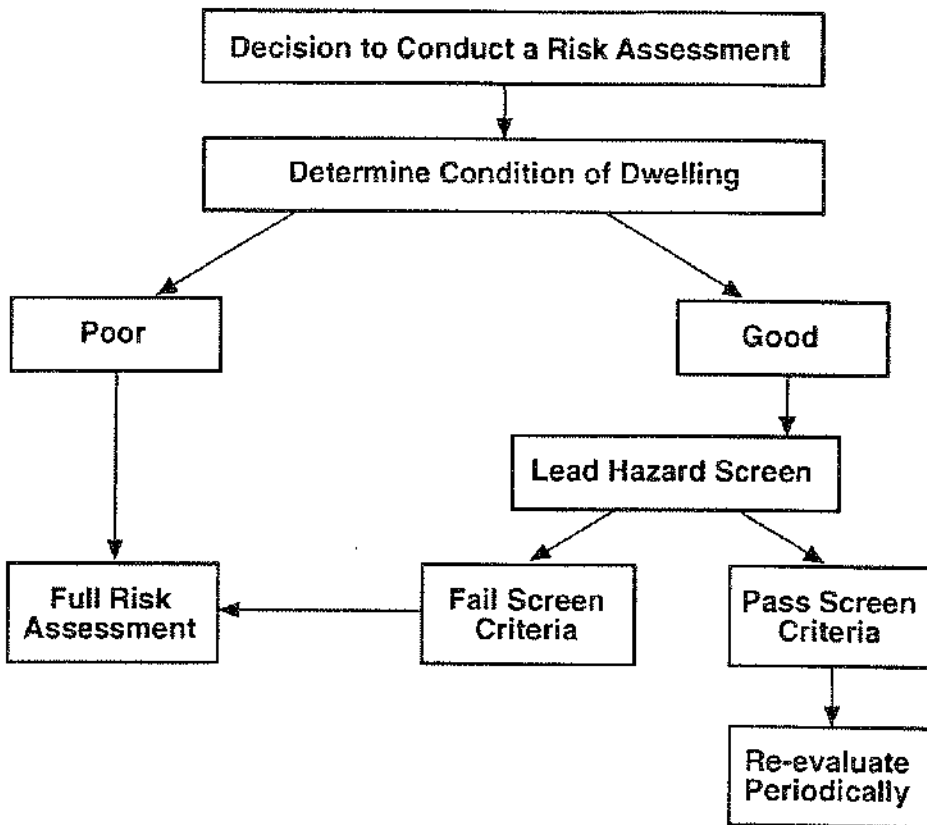 Decision to Conduct a Risk Assessment
Determine Condition of Dwelling
Poor
Good
Lead Hazard Screen
Full Risk
Assessment
Fail Screen
Criteria
Pass Screen
Criteria
Re-evaluate
Periodically